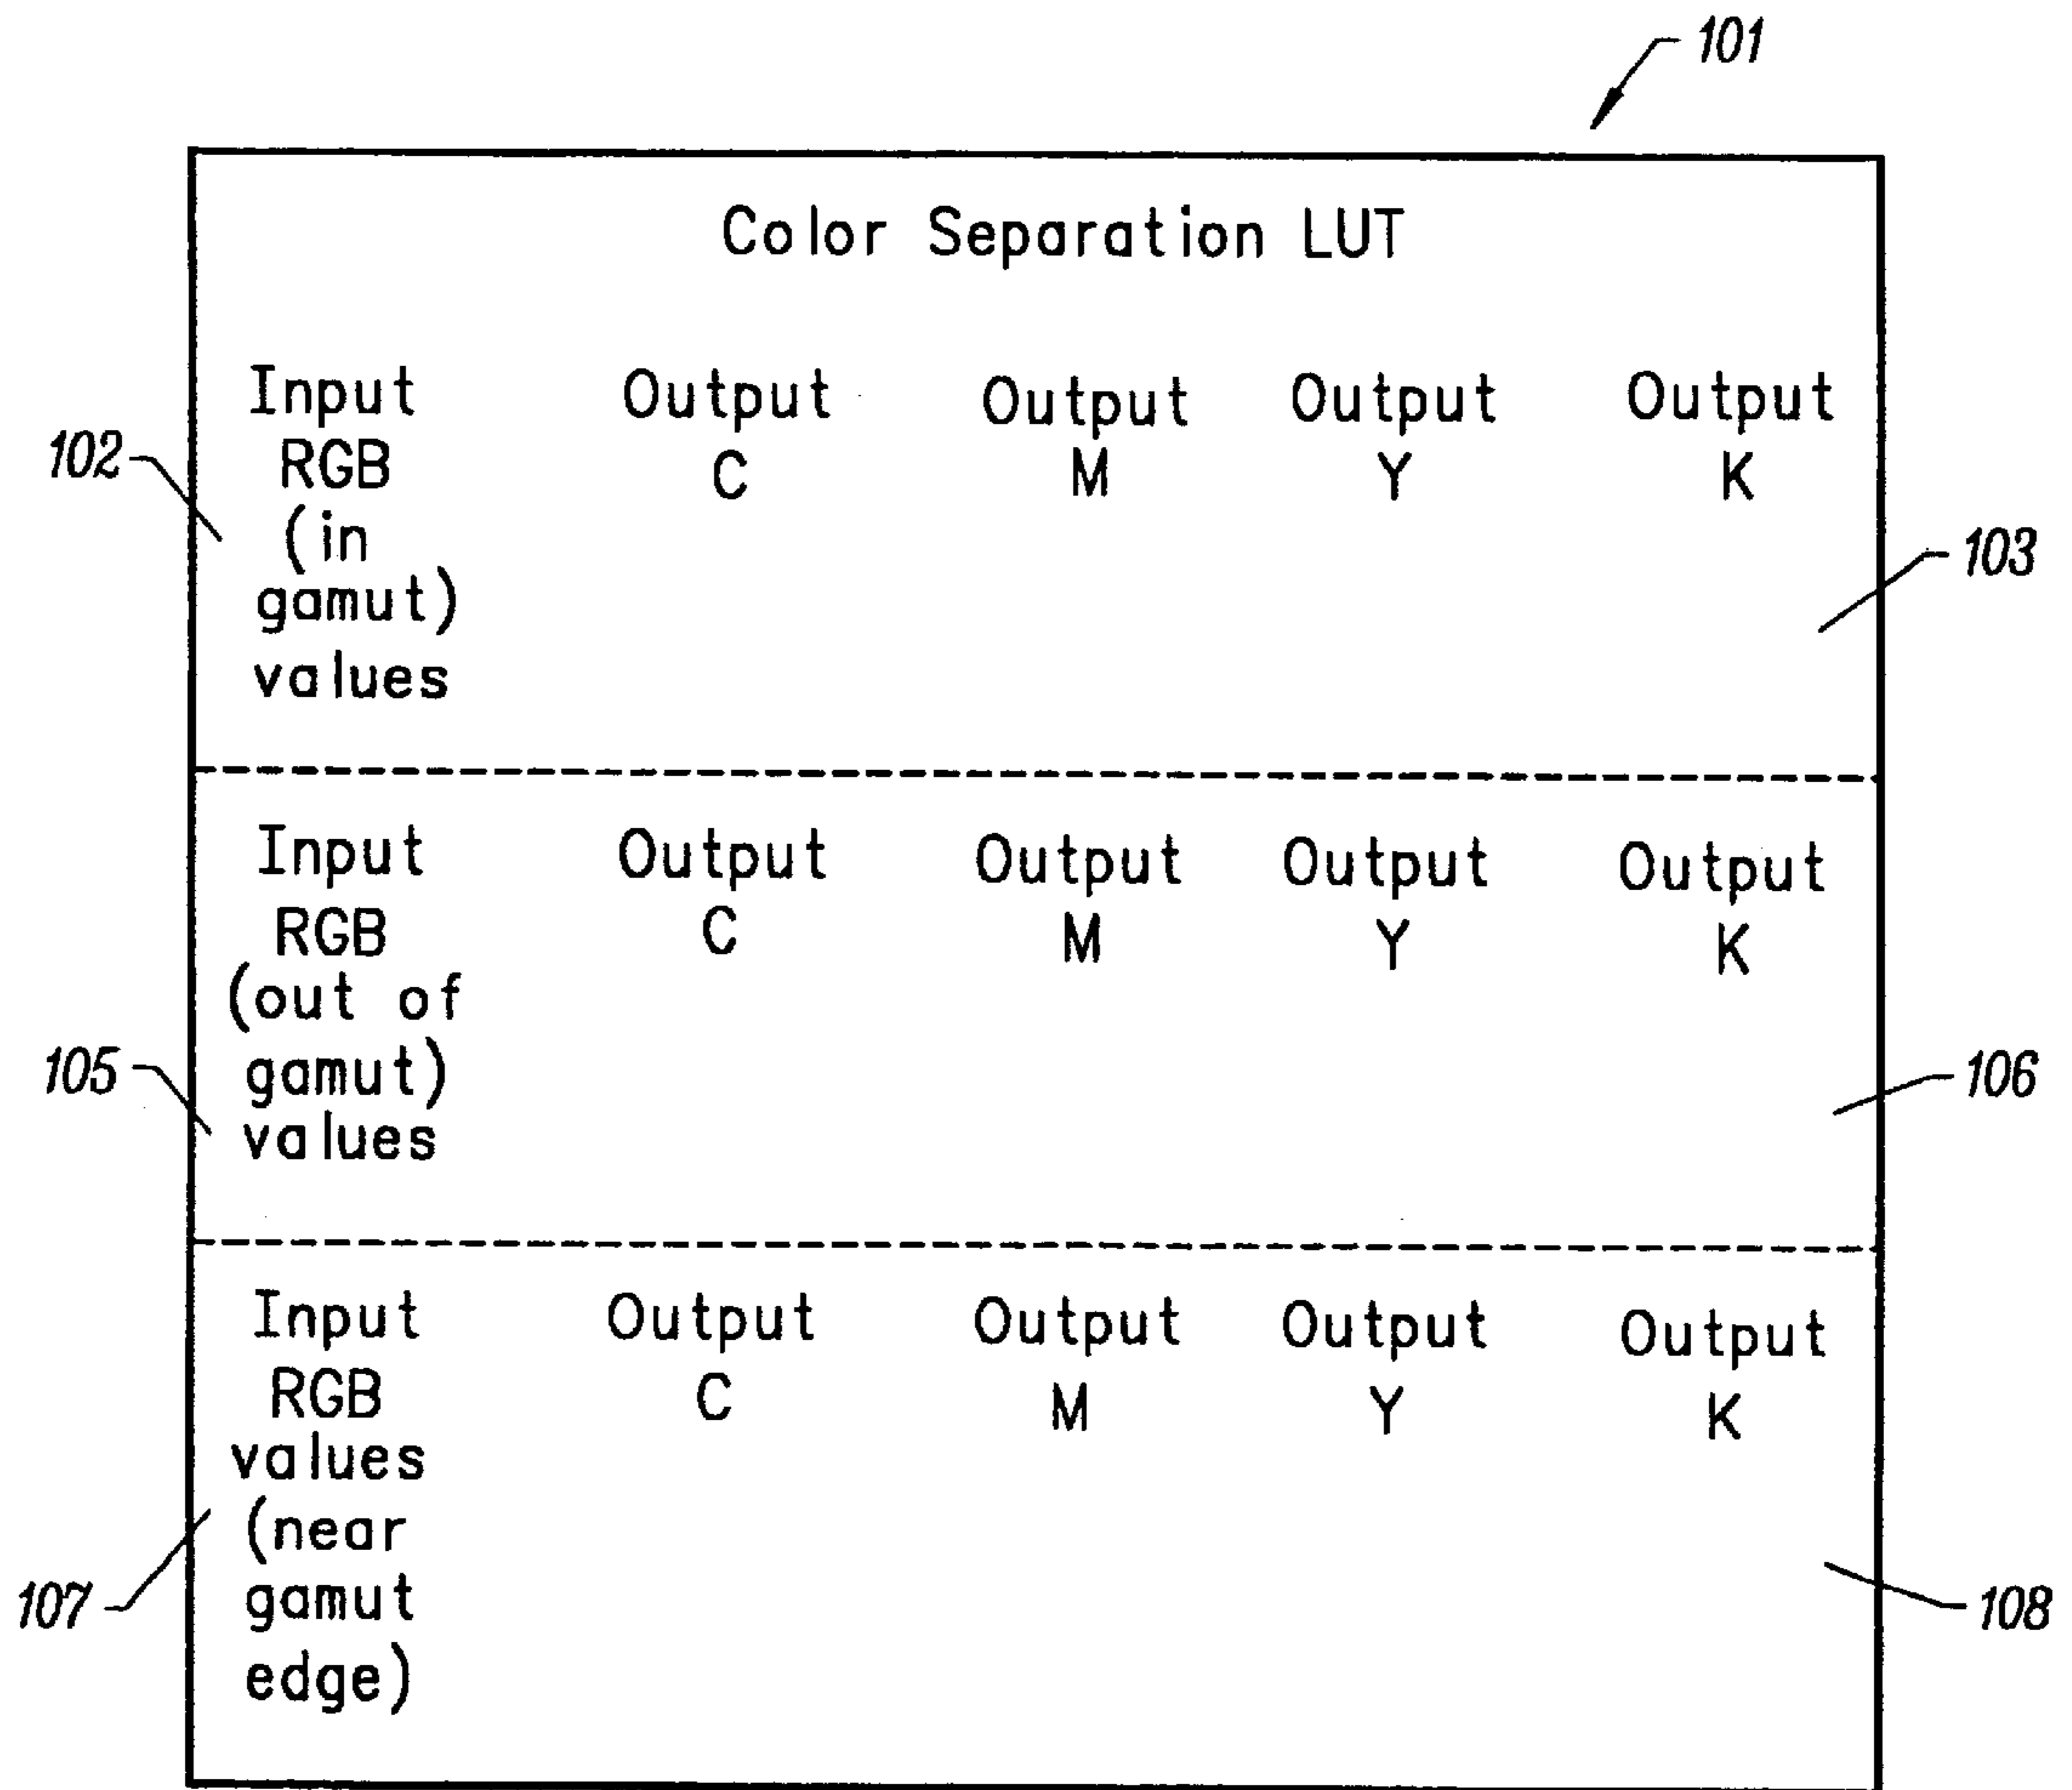 101
Color Separation LUT
Input Output Output Output Output
102 RGB C M Y K
(in
103
gamut)
values
Input Output Output Output Output
RGB C M Y K
(out of
105 gamut) 106
values
Input Output Output Output Output
RGB C M Y K
values
(near
107 gamut 108
edge)